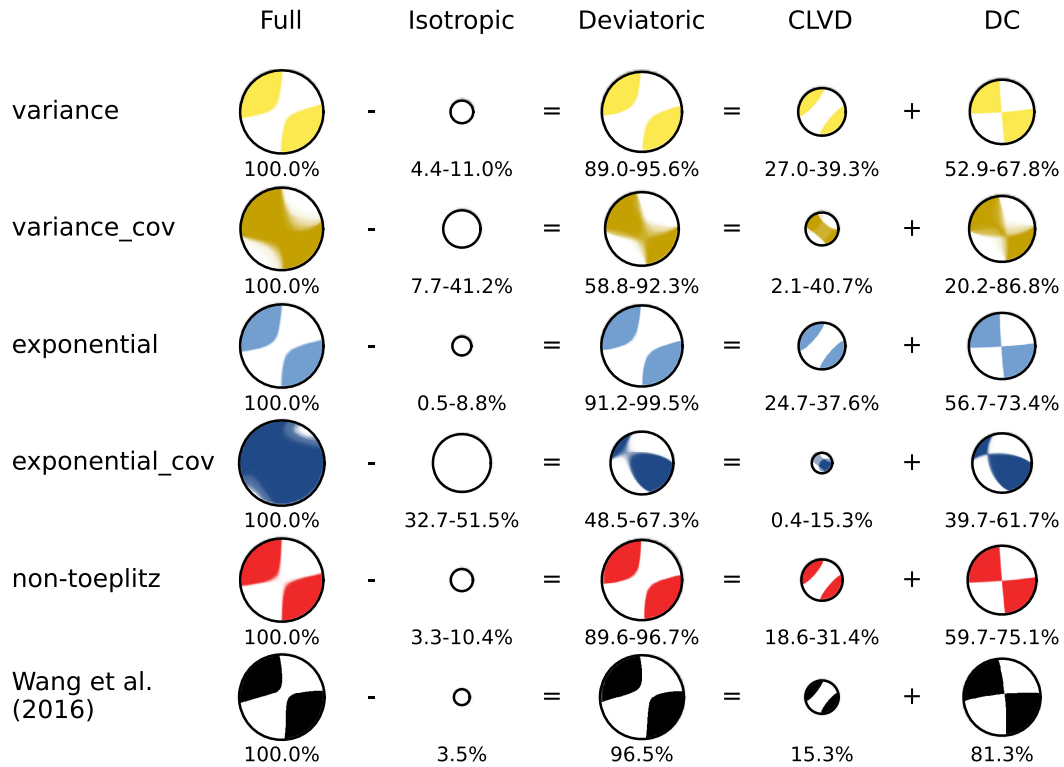 Full Isotropic Deviatoric CLVD DC
variance - = = +
100.0% 4.4-11.0% 89.0-95.6% 27.0-39.3% 52.9-67.8%
variance_cov - = = +
100.0% 7.7-41.2% 58.8-92.3% 2.1-40.7% 20.2-86.8%
exponential - = = +
100.0% 0.5-8.8% 91.2-99.5% 24.7-37.6% 56.7-73.4%
exponential_cov - = = +
100.0% 32.7-51.5% 48.5-67.3% 0.4-15.3% 39.7-61.7%
non-toeplitz - = = +
100.0% 3.3-10.4% 89.6-96.7% 18.6-31.4% 59.7-75.1%
Wang et al.
(2016) - = = +
100.0% 3.5% 96.5% 15.3% 81.3%